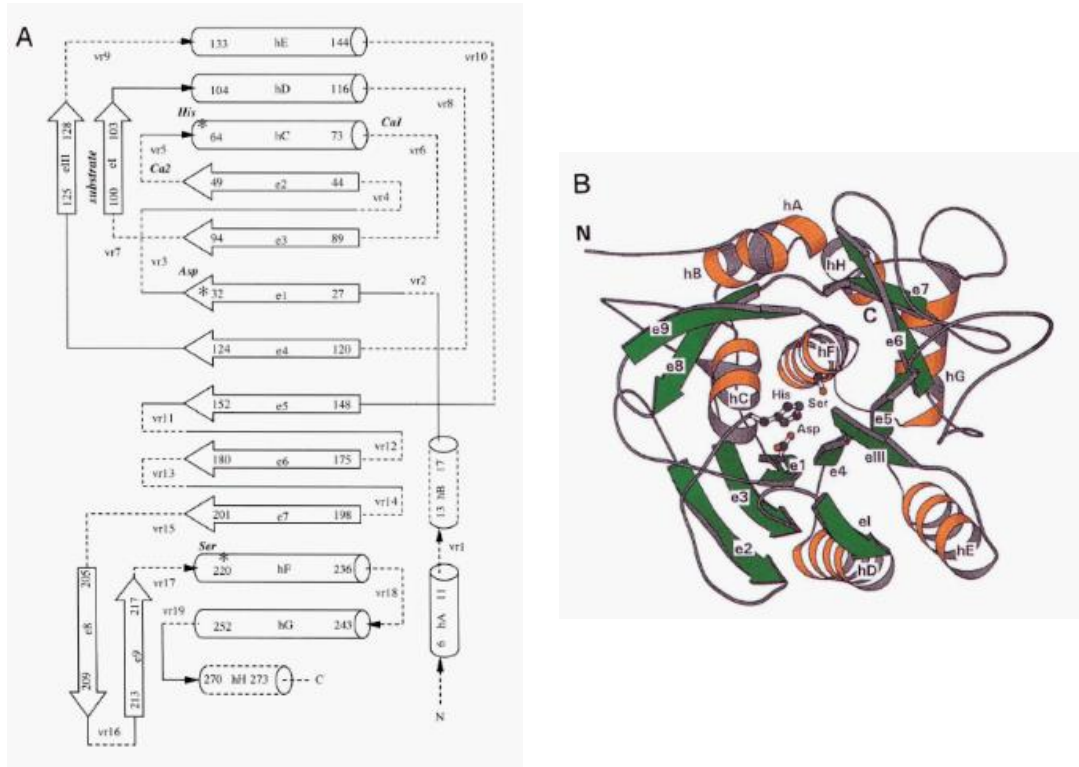 A
133 hE 144
vr9
vr10
104 hD 116
vr8
His
*
64 hC 73
Ca1
vr5
vr6
128
eIII
125
103
eI
100
substrate
Ca2
49 e2 44
vr4
94 e3 89
vr7
vr3
Asp
*
32 e1 27
vr2
124 e4 120
152 e5 148
vr11
vr12
180 e6 175
vr13
vr14
201 e7 198
vr15
13 hB 17
vr1
6 hA 11
N
Ser
*
220 hF 236
vr17
vr18
vr19
252 hG 243
270 hH 273
C
205
e8
209
217
e9
213
vr16
B
N
hA
hB
hH
e7
C
e9
e6
e8
hF
hG
hC
His
Ser
e5
Asp
e1
e4
eIII
e3
eI
e2
hD
hE